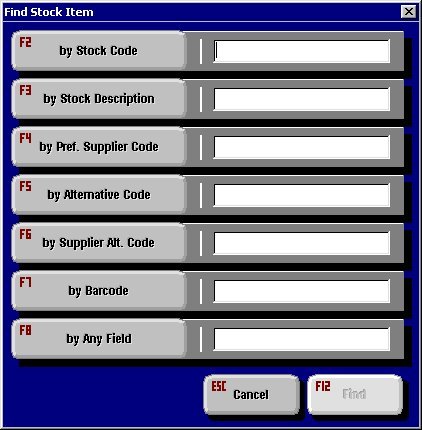 Find Stock Item
F2 by Stock Code
F3 by Stock Description
F4 by Pref. Supplier Code
F5 by Alternative Code
F6 by Supplier Alt. Code
F7 by Barcode
F8 by Any Field
ESC Cancel F12 Find